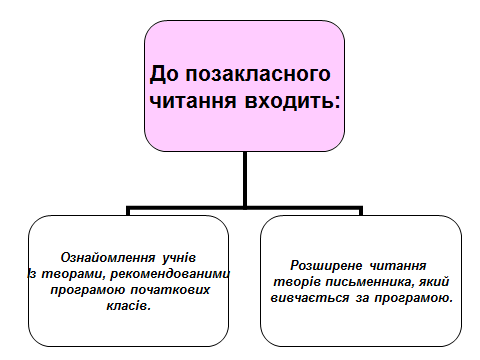 До позакласного
читання входить:
Ознайомлення учнів
Із творами, рекомендованими
програмою початкових
класів.
Розширене читання
творів письменника, який
вивчається за програмою.